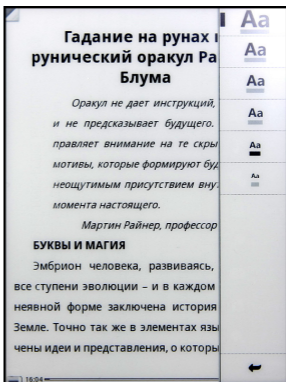 Гадание на рунах
рунический оракул Ра
Блума
Оракул не дает инструкций,
и не предсказывает будущего.
правляет внимание на те скры
мотивы, которые формируют буд
неощутимым присутствием вну
момента настоящего.
Мартин Райнер, профессор
БУКВЫ И МАГИЯ
Эмбрион человека, развиваясь,
все ступени эволюции – и в каждом
неявной форме заключена история
Земле. Точно так же в элементах язы
чены идеи и представления, о которы
16:04
Aa
Aa
Aa
Aa
Aa
Aa